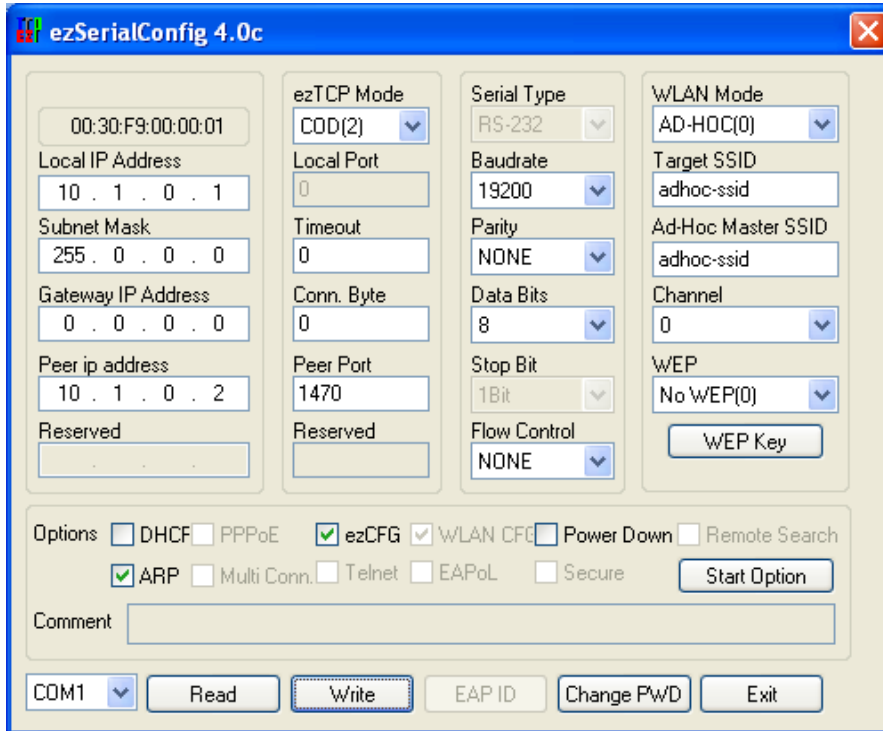 ezSerialConfig 4.0c
00:30:F9:00:00:01
Local IP Address
10 . 1 . 0 . 1
Subnet Mask
255 . 0 . 0 . 0
Gateway IP Address
0 . 0 . 0 . 0
Peer ip address
10 . 1 . 0 . 2
Reserved
. . .
ezTCP Mode
COD(2)
Local Port
0
Timeout
0
Conn. Byte
0
Peer Port
1470
Reserved
Serial Type
RS-232
Baudrate
19200
Parity
NONE
Data Bits
8
Stop Bit
1Bit
Flow Control
NONE
WLAN Mode
AD-HOC(0)
Target SSID
adhoc-ssid
Ad-Hoc Master SSID
adhoc-ssid
Channel
0
WEP
No WEP(0)
WEP Key
Options DHCF PPPoE ezCFG WLAN CFG Power Down Remote Search
ARP Multi Conn. Telnet EAPoL Secure Start Option
Comment
COM1 Read Write EAP ID Change PWD Exit